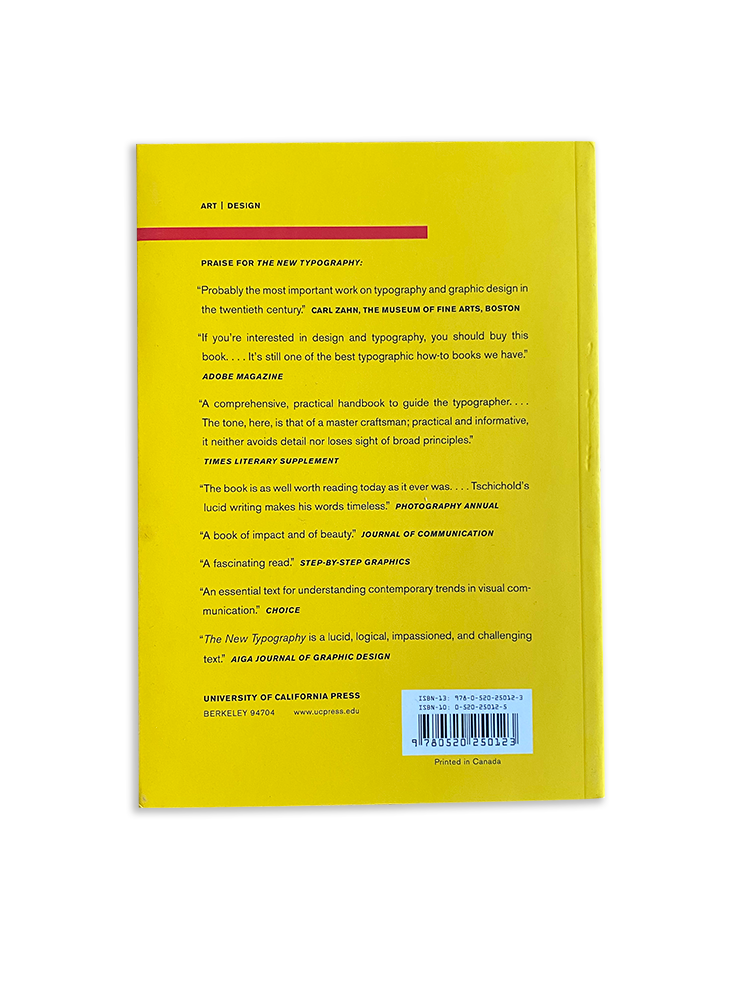 ART | DESIGN
PRAISE FOR THE NEW TYPOGRAPHY:
“Probably the most important work on typography and graphic design in
the twentieth century.” CARL ZAHN, THE MUSEUM OF FINE ARTS, BOSTON
“If you’re interested in design and typography, you should buy this
book. . . . It’s still one of the best typographic how-to books we have.”
ADOBE MAGAZINE
“A comprehensive, practical handbook to guide the typographer. . . .
The tone, here, is that of a master craftsman; practical and informative,
it neither avoids detail nor loses sight of broad principles.”
TIMES LITERARY SUPPLEMENT
“The book is as well worth reading today as it ever was. . . . Tschichold’s
lucid writing makes his words timeless.” PHOTOGRAPHY ANNUAL
“A book of impact and of beauty.” JOURNAL OF COMMUNICATION
“A fascinating read.” STEP-BY-STEP GRAPHICS
“An essential text for understanding contemporary trends in visual com-
munication.” CHOICE
“The New Typography is a lucid, logical, impassioned, and challenging
text.” AIGA JOURNAL OF GRAPHIC DESIGN
UNIVERSITY OF CALIFORNIA PRESS
BERKELEY 94704 www.ucpress.edu
ISBN-13: 978-0-520-25012-3
ISBN-10: 0-520-25012-5
9 780520 250123
Printed in Canada